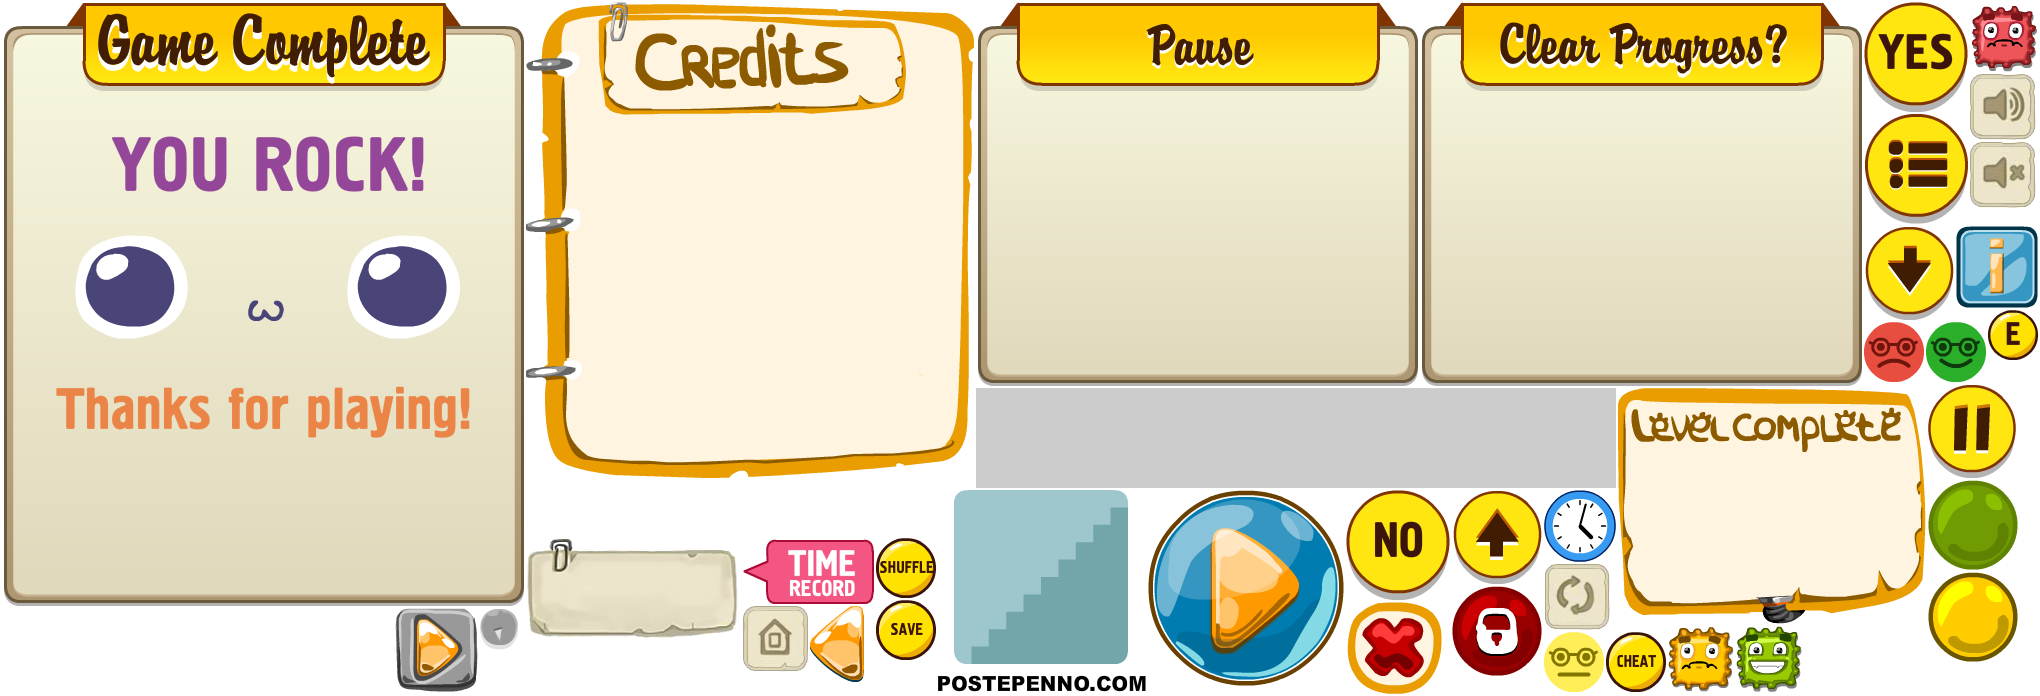 Game Complete
YOU ROCK!
Thanks for playing!
Credits
Pause
Clear Progress?
YES
E
Level Complete
TIME
RECORD
SHUFFLE
SAVE
NO
CHEAT
POSTEPENNO.COM